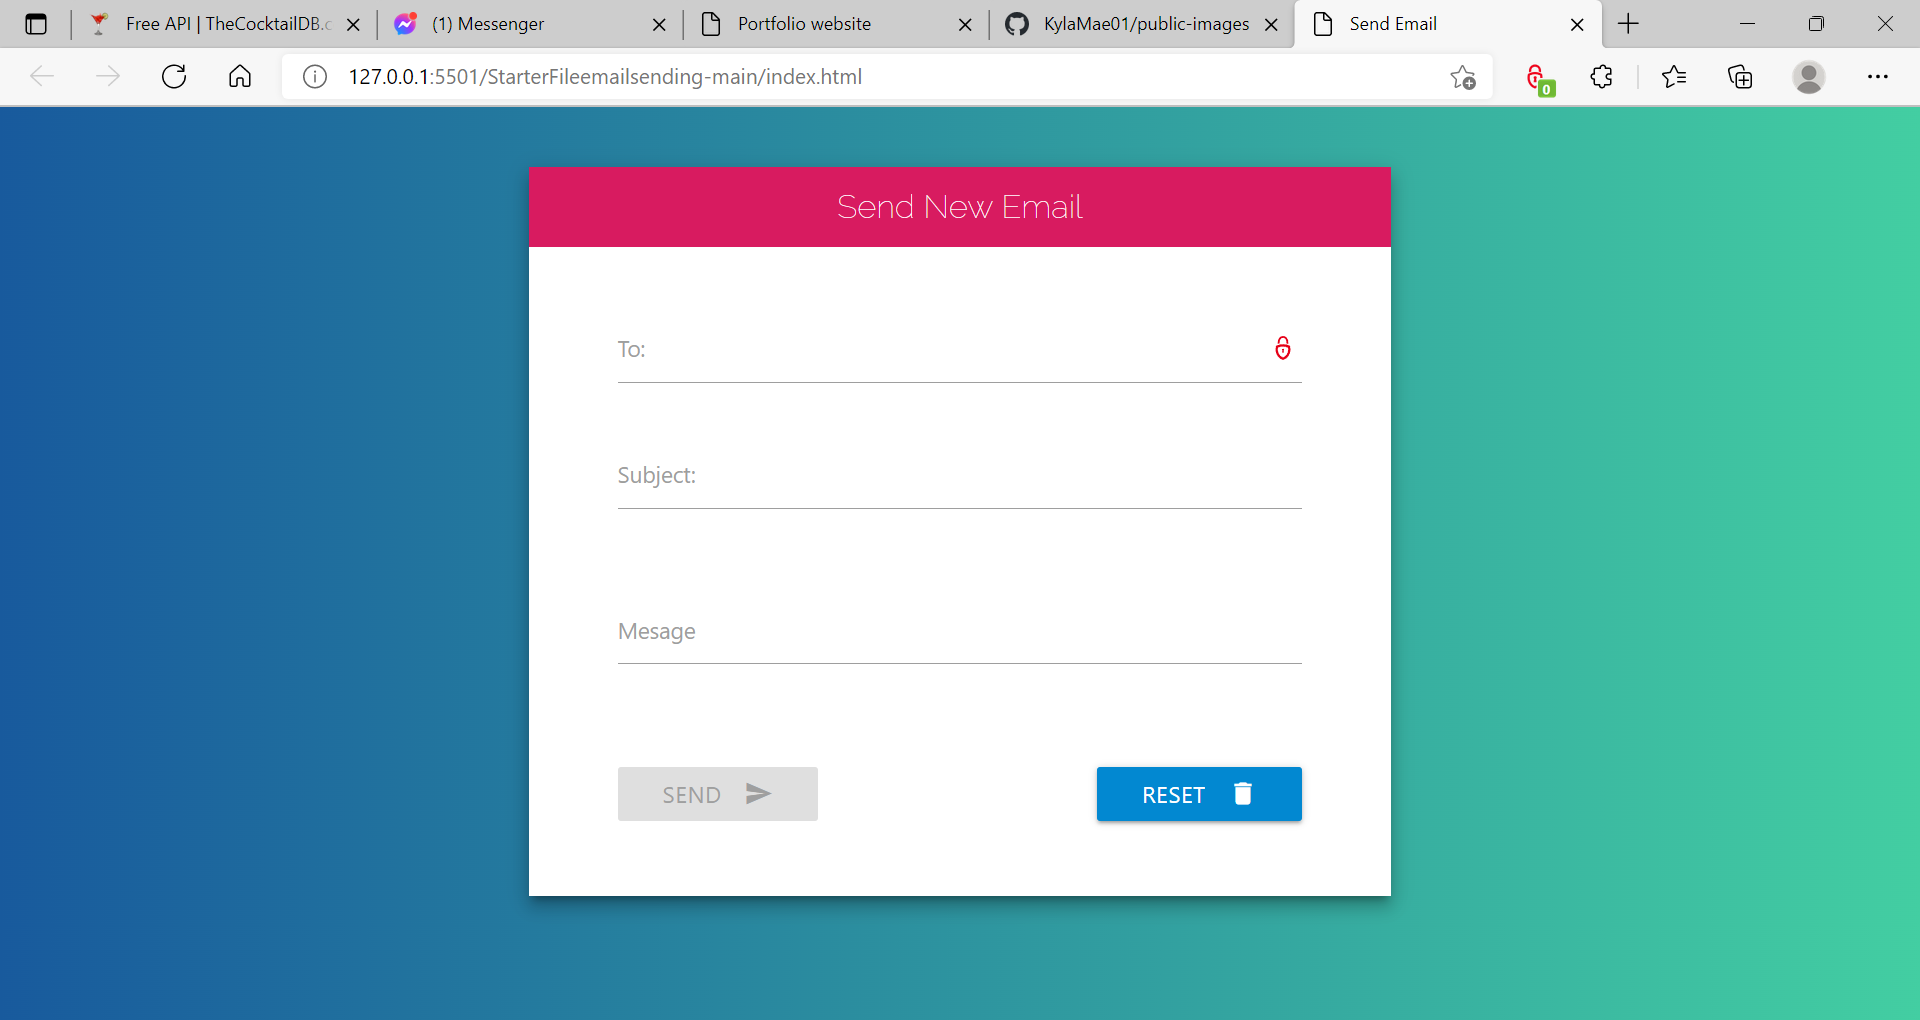 Free API | TheCocktailDB.c
(1) Messenger
Portfolio website
KylaMae01/public-images
Send Email
127.0.0.1:5501/StarterFileemailsending-main/index.html
0
Send New Email
To:
Subject:
Mesage
SEND
RESET